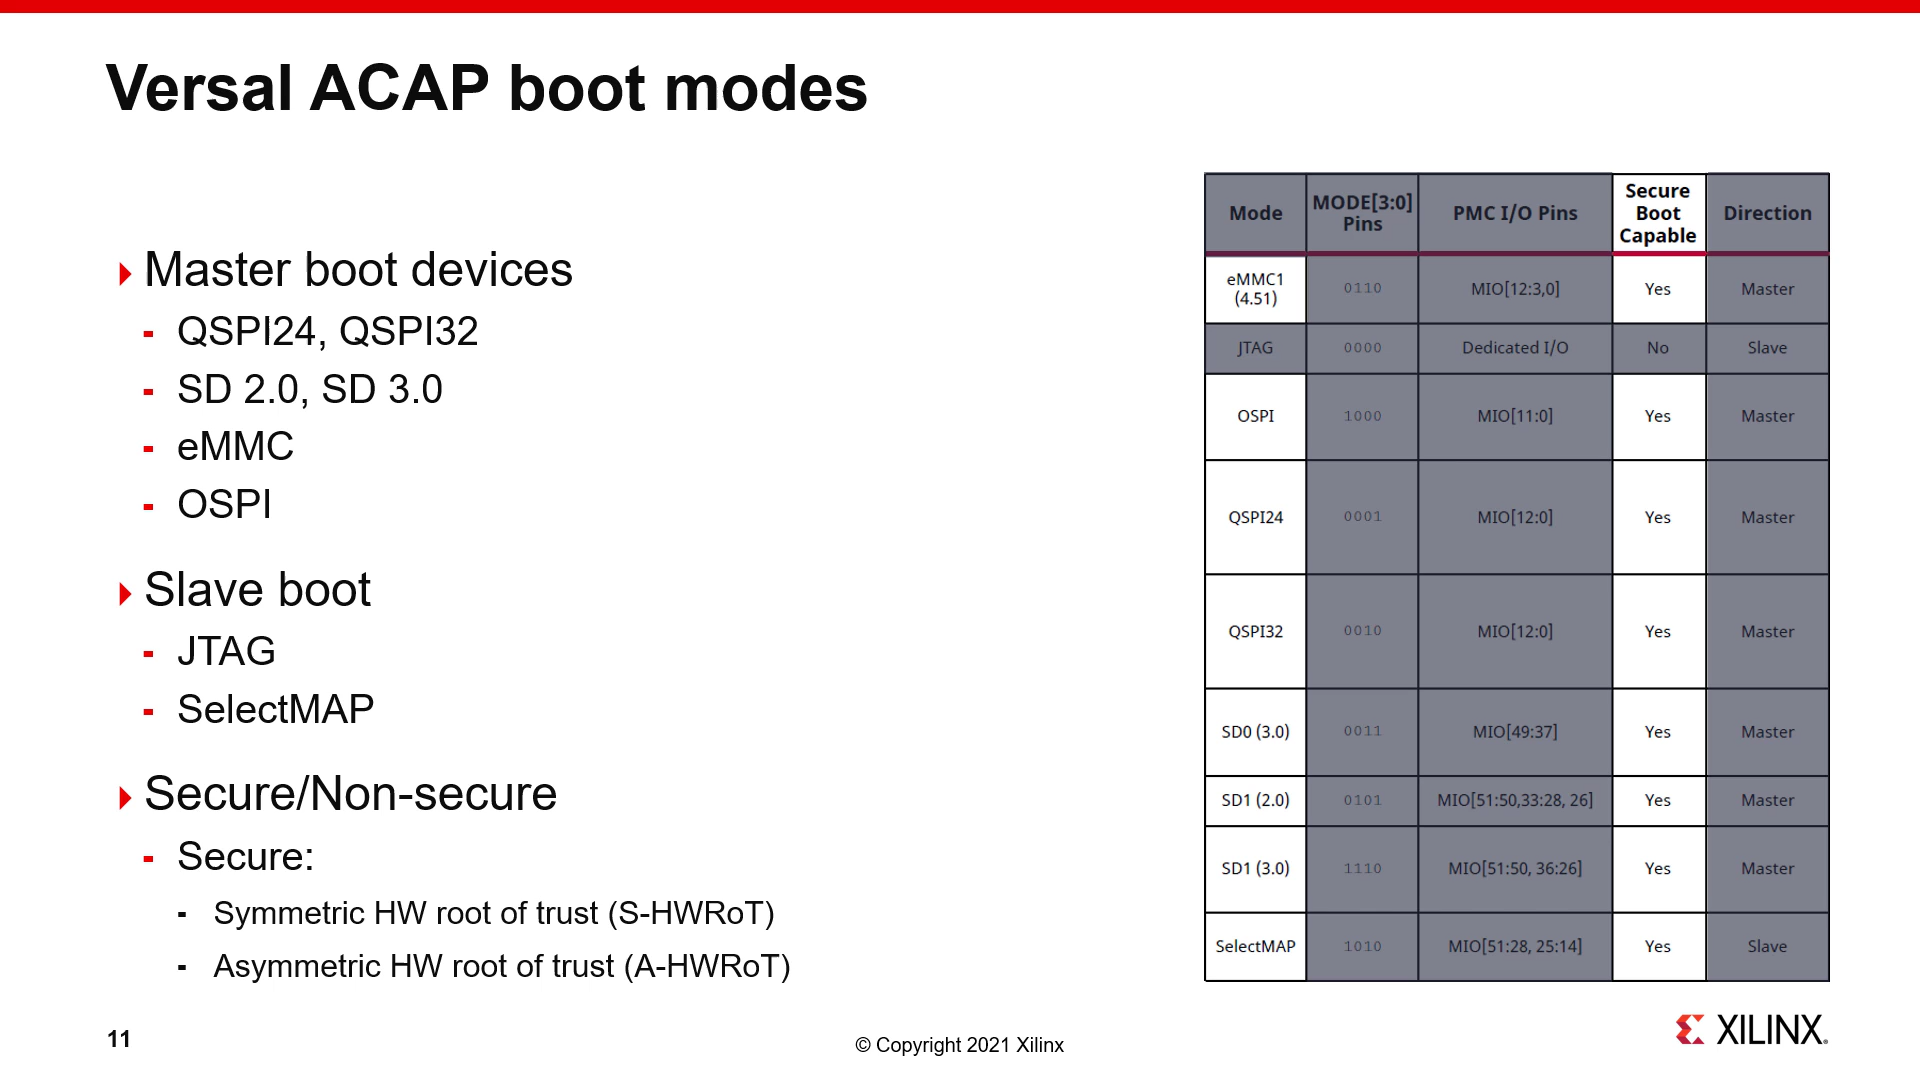 Versal ACAP boot modes
Master boot devices
- QSPI24, QSPI32
- SD 2.0, SD 3.0
- eMMC
- OSPI
Slave boot
- JTAG
- SelectMAP
Secure/Non-secure
- Secure:
- Symmetric HW root of trust (S-HWRoT)
- Asymmetric HW root of trust (A-HWRoT)
Mode MODE[3:0] Pins PMC I/O Pins Secure Boot Capable Direction
eMMC1 (4.51) 0110 MIO[12:3,0] Yes Master
JTAG 0000 Dedicated I/O No Slave
OSPI 1000 MIO[11:0] Yes Master
QSPI24 0001 MIO[12:0] Yes Master
QSPI32 0010 MIO[12:0] Yes Master
SD0 (3.0) 0011 MIO[49:37] Yes Master
SD1 (2.0) 0101 MIO[51:50,33:28, 26] Yes Master
SD1 (3.0) 1110 MIO[51:50, 36:26] Yes Master
SelectMAP 1010 MIO[51:28, 25:14] Yes Slave
11
© Copyright 2021 Xilinx
XILINX.